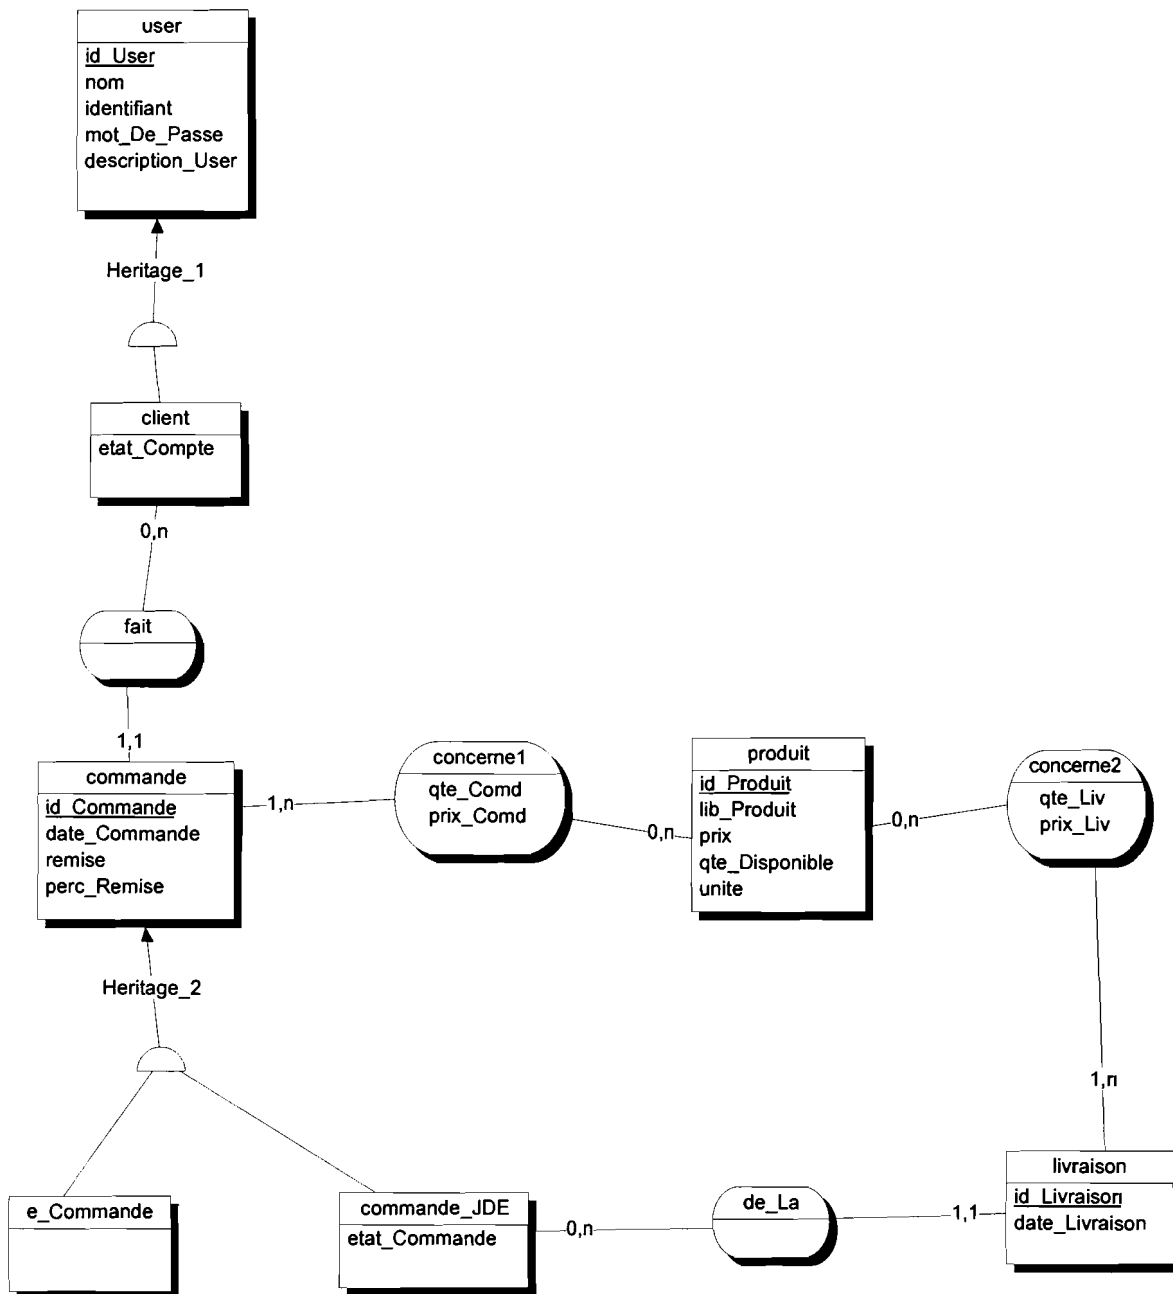 user
id_User
nom
identifiant
mot_De_Passe
description_User
Heritage_1
client
etat_Compte
0,n
fait
1,1
commande
id_Commande
date_Commande
remise
perc_Remise
1,n
concerne1
qte_Comd
prix_Comd
0,n
produit
id_Produit
lib_Produit
prix
qte_Disponible
unite
0,n
concerne2
qte_Liv
prix_Liv
1,n
Heritage_2
e_Commande
commande_JDE
etat_Commande
0,n
de_La
1,1
livraison
id_Livraison
date_Livraison